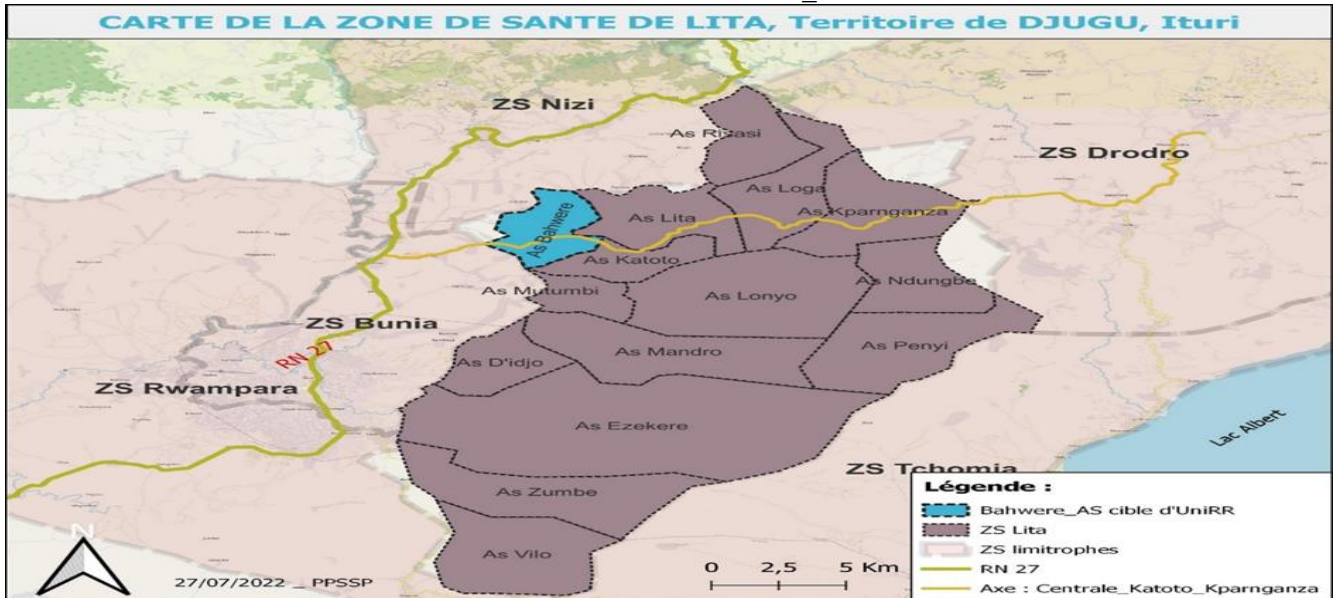 CARTE DE LA ZONE DE SANTE DE LITA, Territoire de DJUGU, Ituri
ZS Nizi
As Rivasi
ZS Drodro
As Loga
As Bahwere
As Lita
As Kparnganza
As Katoto
As Mutumbi
As Lonyo
As Ndungbe
ZS Bunia
RN 27
As D'idjo
As Mandro
As Penyi
ZS Rwampara
As Ezekere
Lac Albert
ZS Tchomia
As Zumbe
As Vilo
Légende :
Bahwere_AS cible d'UniRR
ZS Lita
ZS limitrophes
RN 27
Axe : Centrale_Katoto_Kparnganza
N
27/07/2022 _ PPSSP
0 2,5 5 Km